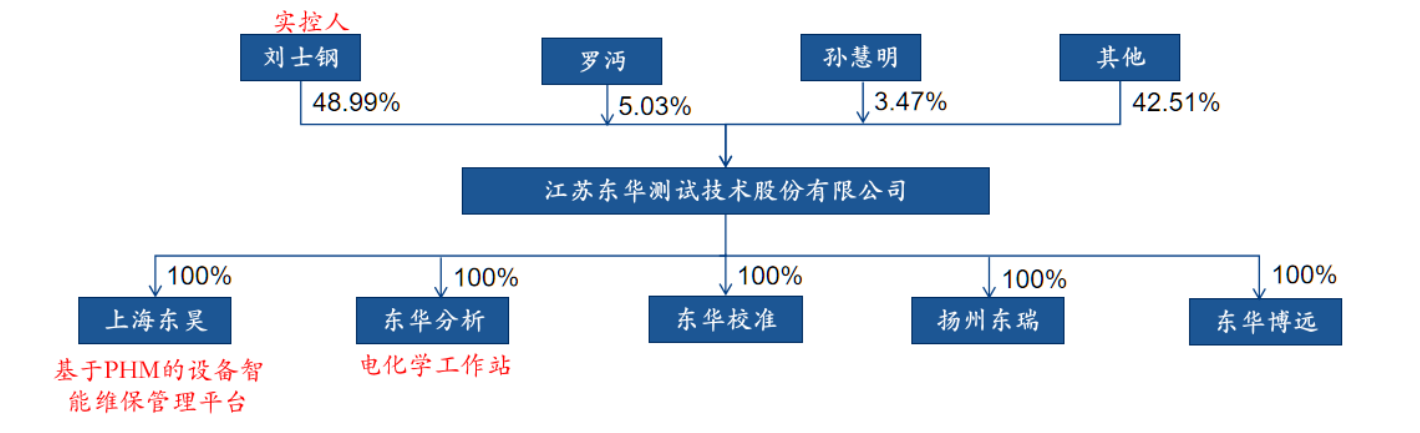 实控人
刘士钢
罗沔
孙慧明
其他
48.99%
5.03%
3.47%
42.51%
江苏东华测试技术股份有限公司
100%
100%
100%
100%
100%
上海东昊
东华分析
东华校准
扬州东瑞
东华博远
基于PHM的设备智
能维保管理平台
电化学工作站